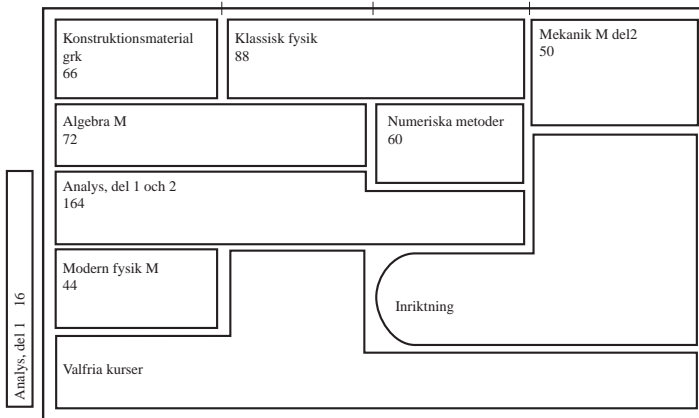 Konstruktionsmaterial
grk
66
Klassisk fysik
88
Mekanik M del2
50
Algebra M
72
Numeriska metoder
60
Analys, del 1 och 2
164
Modern fysik M
44
Inriktning
Valfria kurser
Analys, del 1 16